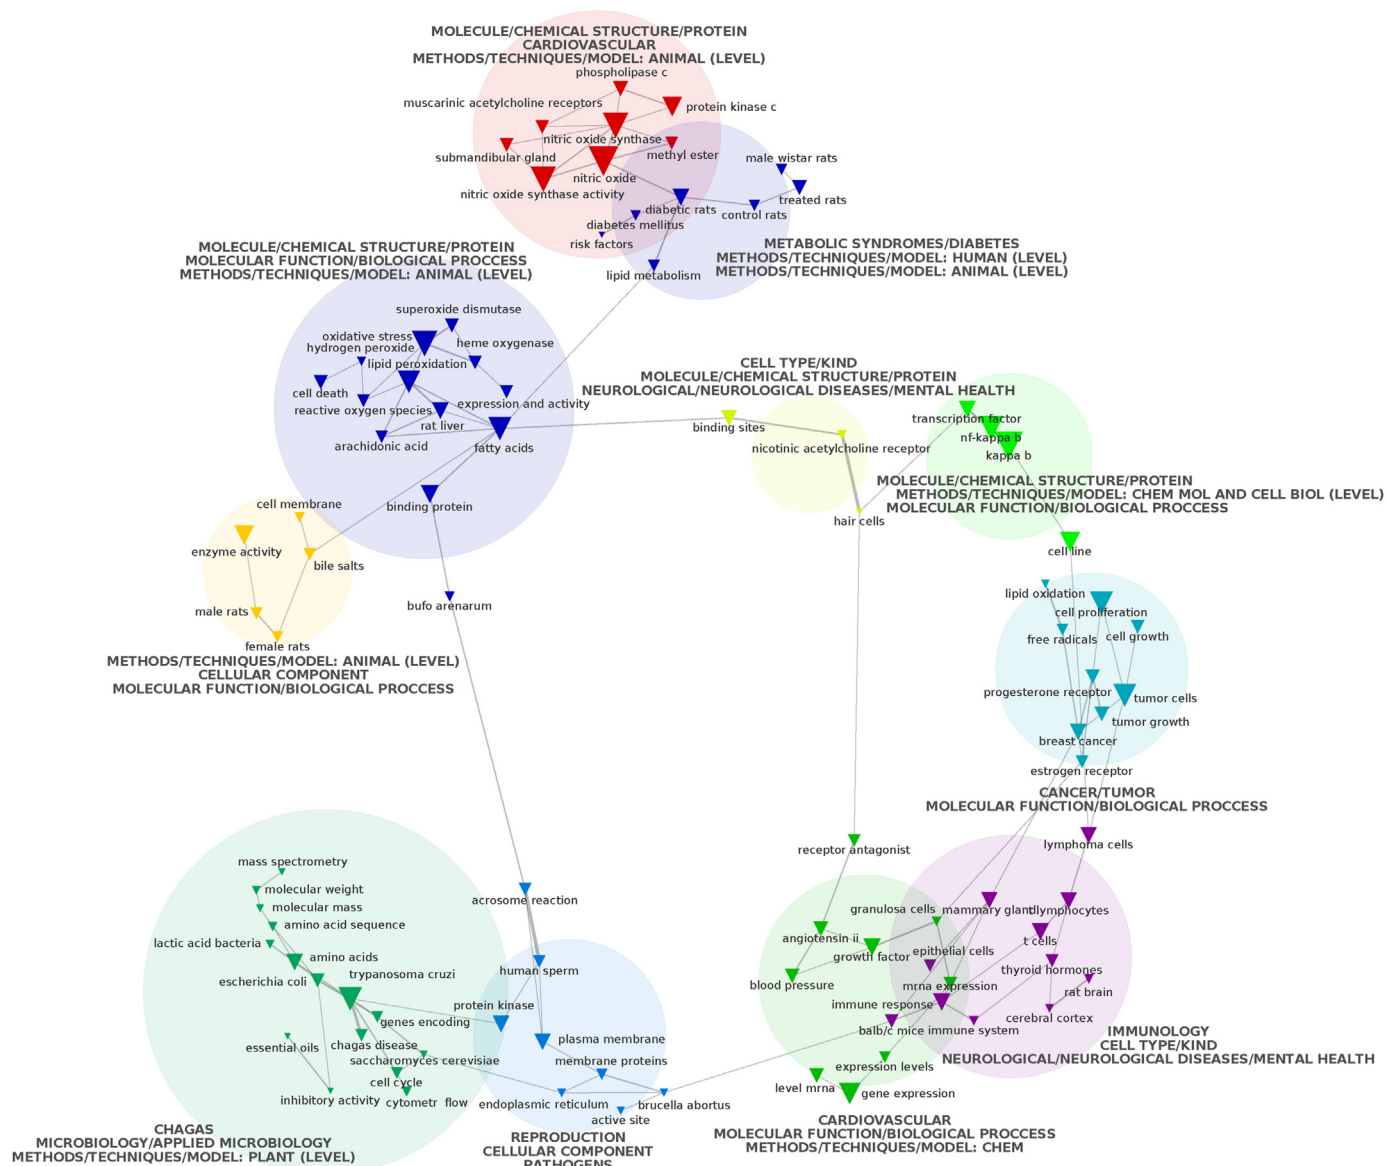 MOLECULE/CHEMICAL STRUCTURE/PROTEIN
CARDIOVASCULAR
METHODS/TECHNIQUES/MODEL: ANIMAL (LEVEL)
phospholipase c
muscarinic acetylcholine receptors
protein kinase c
nitric oxide synthase
submandibular gland
methyl ester
nitric oxide
nitric oxide synthase activity
male wistar rats
treated rats
diabetic rats
control rats
diabetes mellitus
risk factors
lipid metabolism
METABOLIC SYNDROMES/DIABETES
METHODS/TECHNIQUES/MODEL: HUMAN (LEVEL)
METHODS/TECHNIQUES/MODEL: ANIMAL (LEVEL)
MOLECULE/CHEMICAL STRUCTURE/PROTEIN
MOLECULAR FUNCTION/BIOLOGICAL PROCCESS
METHODS/TECHNIQUES/MODEL: ANIMAL (LEVEL)
superoxide dismutase
oxidative stress
hydrogen peroxide
heme oxygenase
lipid peroxidation
cell death
reactive oxygen species
expression and activity
rat liver
arachidonic acid
fatty acids
binding protein
bufo arenarum
CELL TYPE/KIND
MOLECULE/CHEMICAL STRUCTURE/PROTEIN
NEUROLOGICAL/NEUROLOGICAL DISEASES/MENTAL HEALTH
binding sites
nicotinic acetylcholine receptor
hair cells
transcription factor
nf-kappa b
kappa b
MOLECULE/CHEMICAL STRUCTURE/PROTEIN
METHODS/TECHNIQUES/MODEL: CHEM MOL AND CELL BIOL (LEVEL)
MOLECULAR FUNCTION/BIOLOGICAL PROCCESS
cell line
cell membrane
enzyme activity
bile salts
male rats
female rats
METHODS/TECHNIQUES/MODEL: ANIMAL (LEVEL)
CELLULAR COMPONENT
MOLECULAR FUNCTION/BIOLOGICAL PROCCESS
lipid oxidation
cell proliferation
free radicals
cell growth
progesterone receptor
tumor cells
tumor growth
breast cancer
estrogen receptor
CANCER/TUMOR
MOLECULAR FUNCTION/BIOLOGICAL PROCCESS
lymphoma cells
receptor antagonist
granulosa cells
mammary gland
lymphocytes
angiotensin ii
growth factor
epithelial cells
t cells
blood pressure
mrna expression
thyroid hormones
rat brain
immune response
cerebral cortex
balb/c mice
immune system
expression levels
level mrna
gene expression
IMMUNOLOGY
CELL TYPE/KIND
NEUROLOGICAL/NEUROLOGICAL DISEASES/MENTAL HEALTH
CARDIOVASCULAR
MOLECULAR FUNCTION/BIOLOGICAL PROCCESS
METHODS/TECHNIQUES/MODEL: CHEM
acrosome reaction
human sperm
protein kinase
plasma membrane
membrane proteins
endoplasmic reticulum
brucella abortus
active site
REPRODUCTION
CELLULAR COMPONENT
PATHOGENS
mass spectrometry
molecular weight
molecular mass
amino acid sequence
lactic acid bacteria
amino acids
escherichia coli
trypanosoma cruzi
genes encoding
essential oils
chagas disease
saccharomyces cerevisiae
cell cycle
inhibitory activity
cytometr flow
CHAGAS
MICROBIOLOGY/APPLIED MICROBIOLOGY
METHODS/TECHNIQUES/MODEL: PLANT (LEVEL)